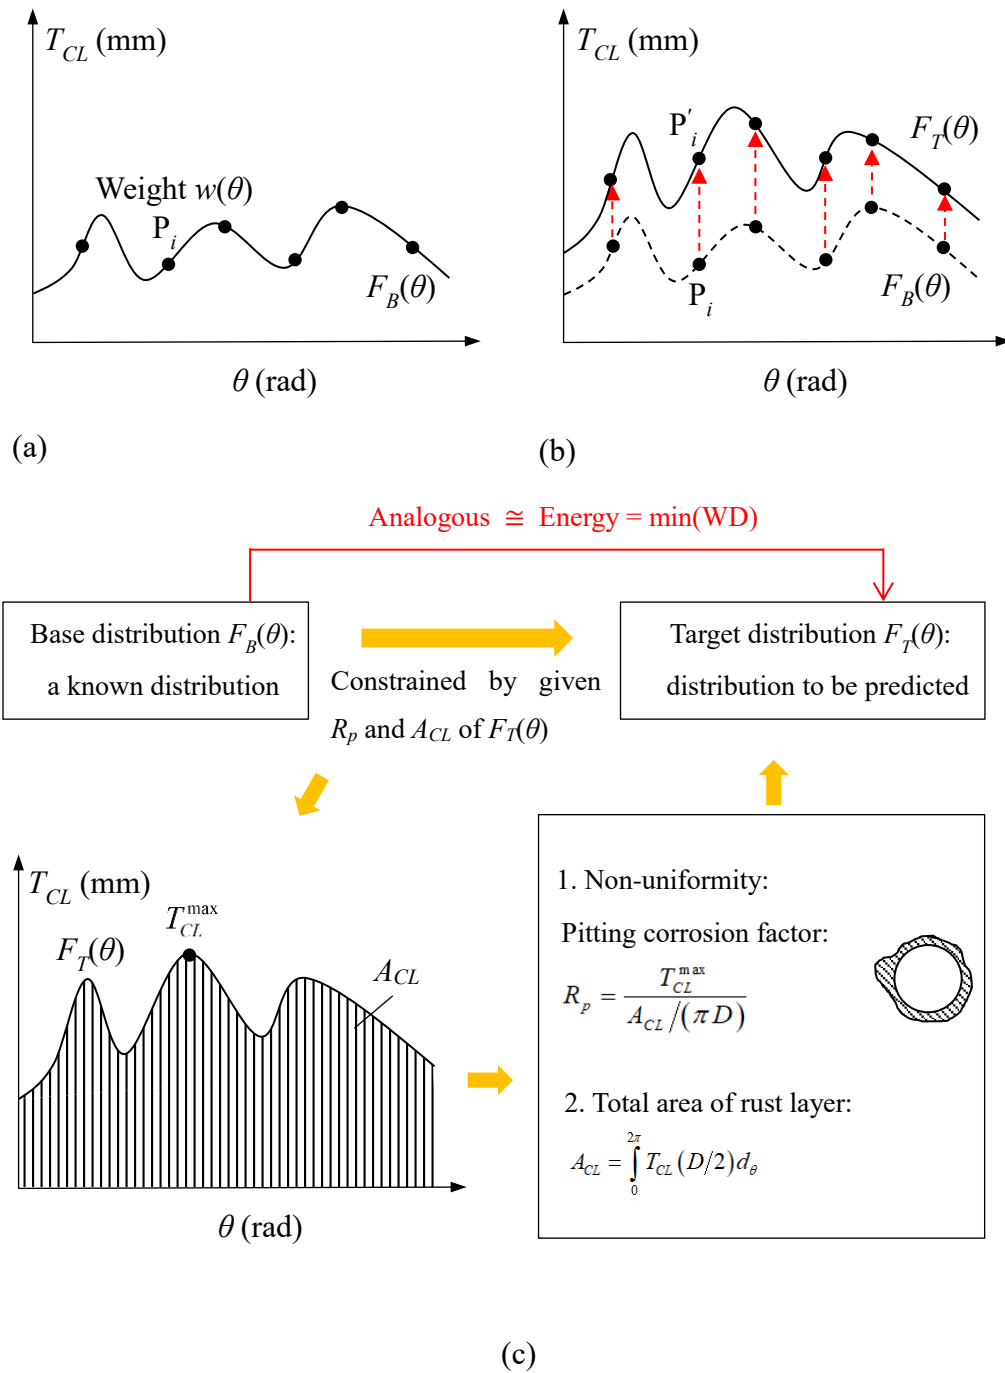 T_CL (mm)
Weight w(θ)
P_i
F_B(θ)
θ (rad)
(a)
T_CL (mm)
P'_i
F_T(θ)
P_i
F_B(θ)
θ (rad)
(b)
Analogous ≅ Energy = min(WD)
Base distribution F_B(θ):
a known distribution
Constrained by given
R_p and A_CL of F_T(θ)
Target distribution F_T(θ):
distribution to be predicted
T_CL (mm)
T_CL^max
F_T(θ)
A_CL
θ (rad)
1. Non-uniformity:
Pitting corrosion factor:
R_p = T_CL^max / (A_CL/(πD))
2. Total area of rust layer:
A_CL = ∫_0^2π T_CL(D/2)d_θ
(c)